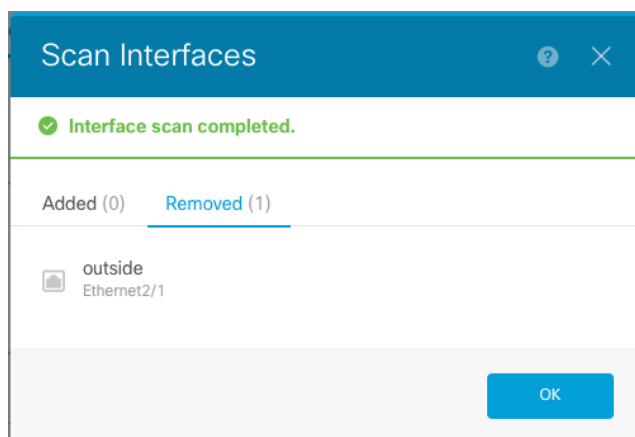 Scan Interfaces
Interface scan completed.
Added (0) Removed (1)
outside
Ethernet2/1
OK